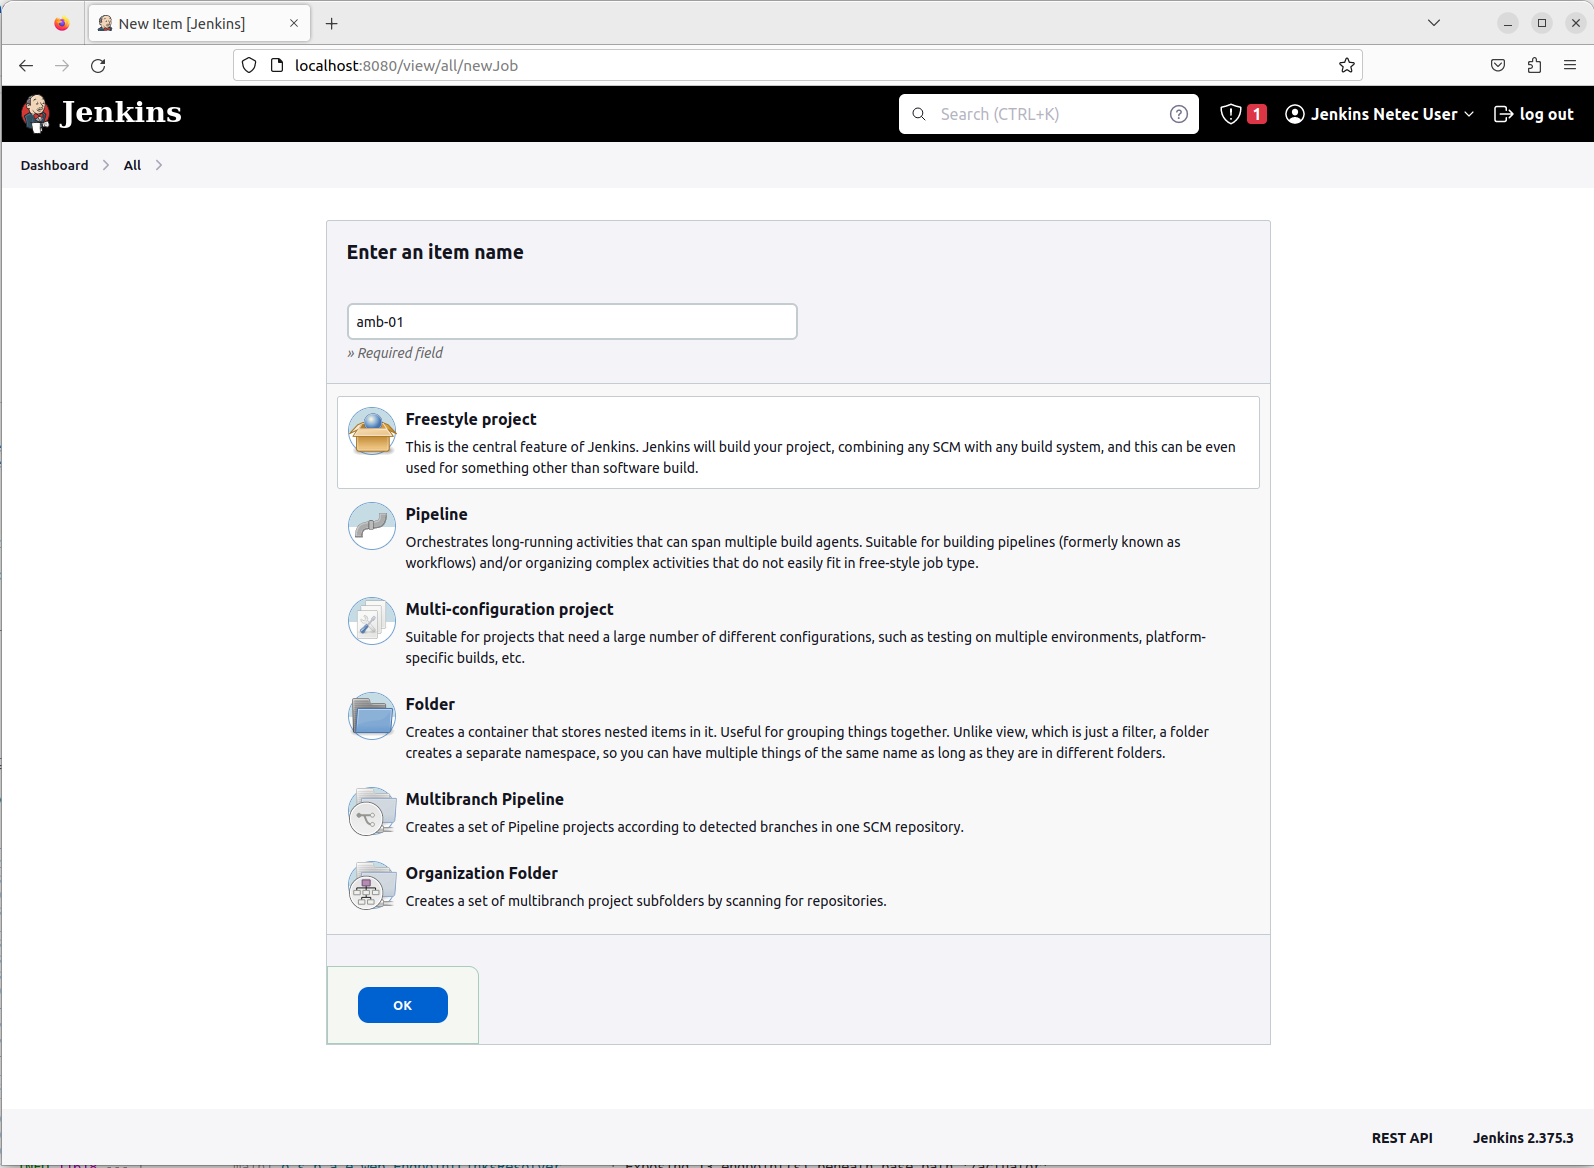 New Item [Jenkins]
localhost:8080/view/all/newJob
Jenkins
Search (CTRL+K)
1
Jenkins Netec User
log out
Dashboard
All
Enter an item name
amb-01
» Required field
Freestyle project
This is the central feature of Jenkins. Jenkins will build your project, combining any SCM with any build system, and this can be even
used for something other than software build.
Pipeline
Orchestrates long-running activities that can span multiple build agents. Suitable for building pipelines (formerly known as
workflows) and/or organizing complex activities that do not easily fit in free-style job type.
Multi-configuration project
Suitable for projects that need a large number of different configurations, such as testing on multiple environments, platform-
specific builds, etc.
Folder
Creates a container that stores nested items in it. Useful for grouping things together. Unlike view, which is just a filter, a folder
creates a separate namespace, so you can have multiple things of the same name as long as they are in different folders.
Multibranch Pipeline
Creates a set of Pipeline projects according to detected branches in one SCM repository.
Organization Folder
Creates a set of multibranch project subfolders by scanning for repositories.
OK
REST API
Jenkins 2.375.3